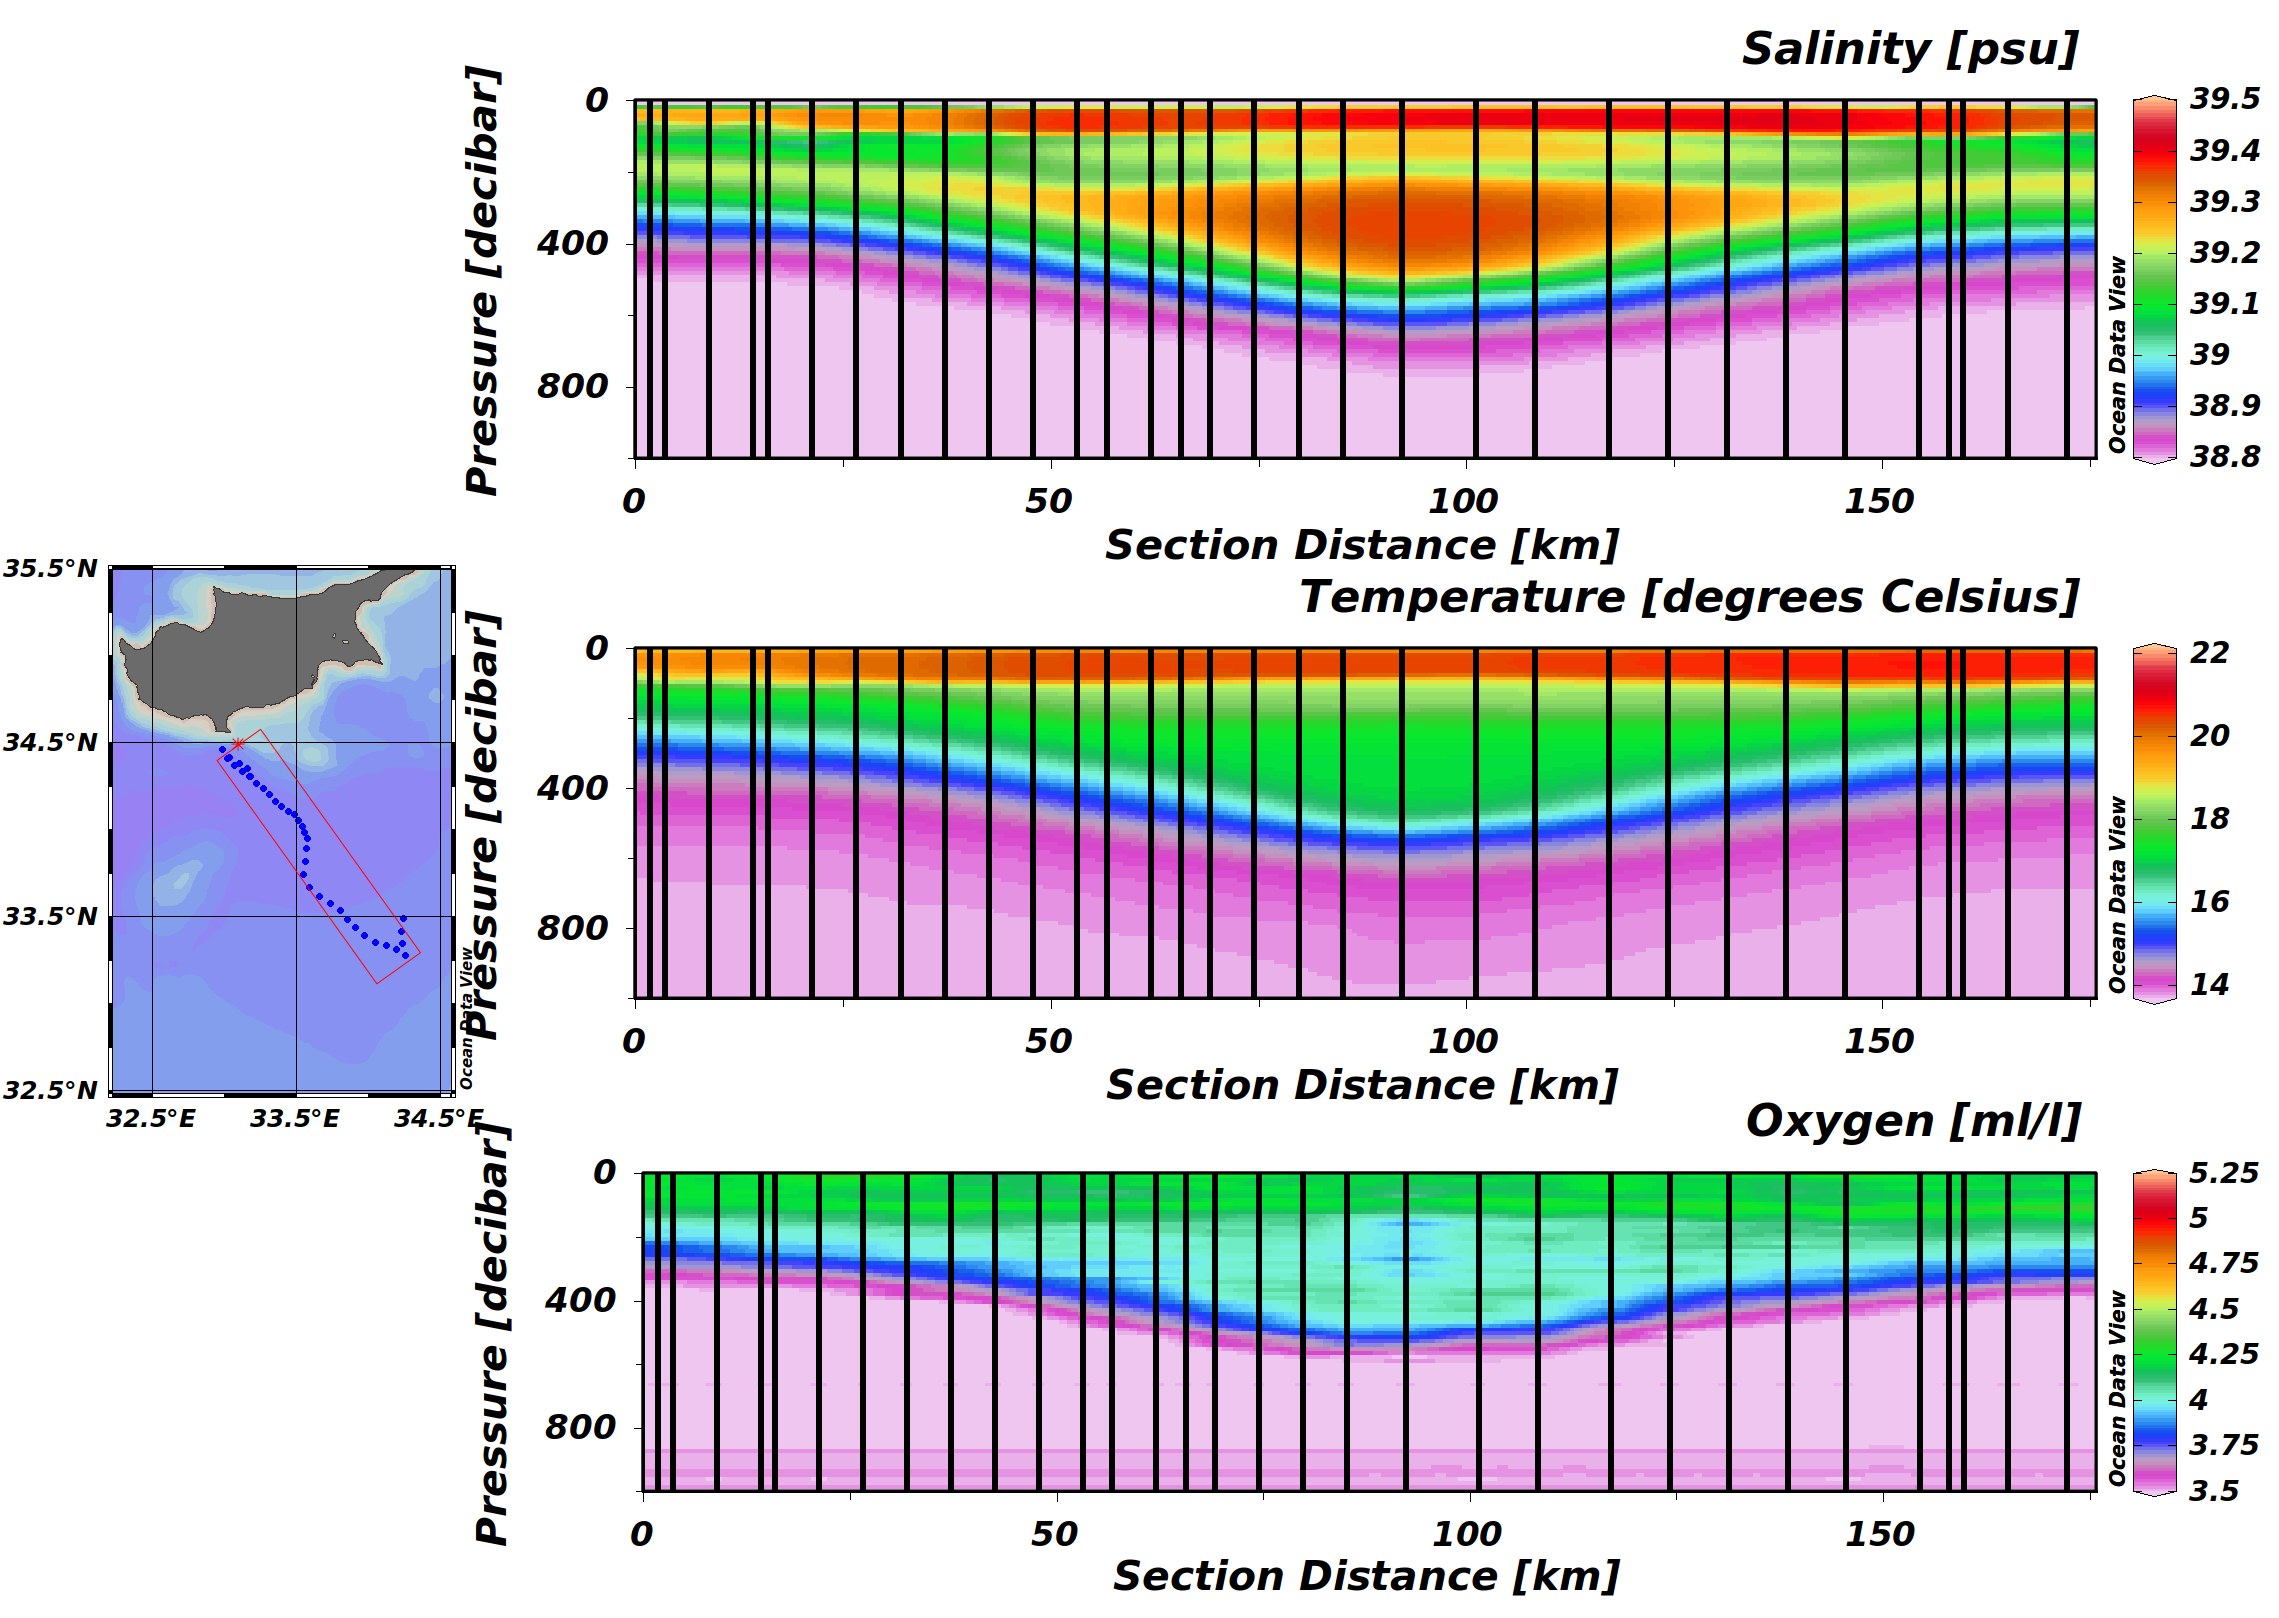 Salinity [psu]
Pressure [decibar]
0
400
800
0
50
100
150
Section Distance [km]
Ocean Data View
39.5
39.4
39.3
39.2
39.1
39
38.9
38.8
35.5°N
34.5°N
33.5°N
32.5°N
32.5°E
33.5°E
34.5°E
Ocean Data View
Temperature [degrees Celsius]
Pressure [decibar]
0
400
800
0
50
100
150
Section Distance [km]
Ocean Data View
22
20
18
16
14
Oxygen [ml/l]
Pressure [decibar]
0
400
800
0
50
100
150
Section Distance [km]
Ocean Data View
5.25
5
4.75
4.5
4.25
4
3.75
3.5